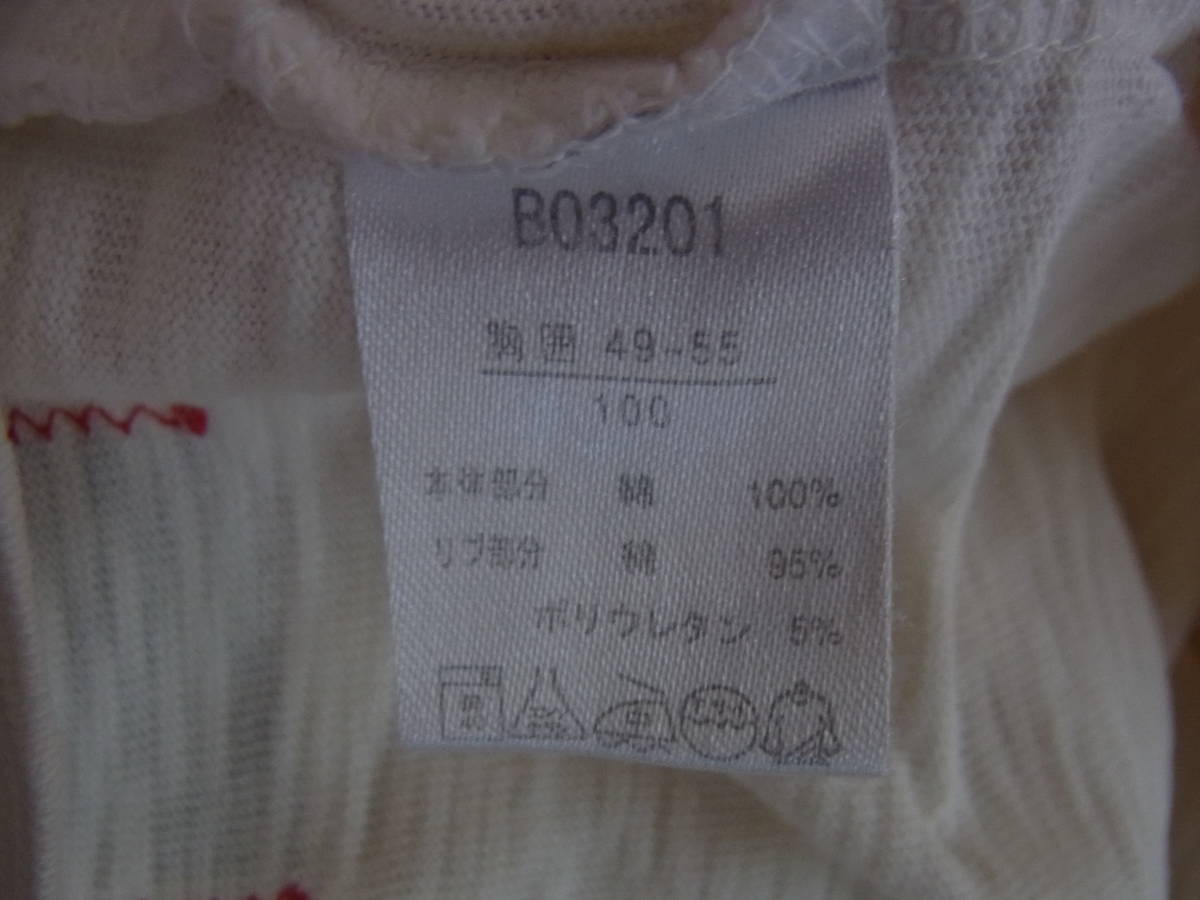 B03201
胸囲 49-55
100
本体部分 綿 100%
リブ部分 綿 95%
ポリウレタン 5%
中